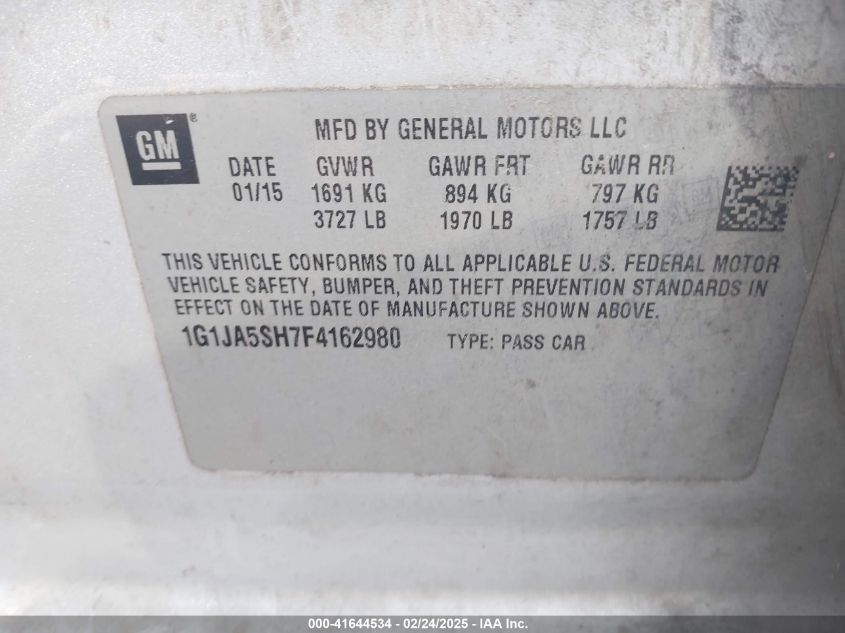 GM®
MFD BY GENERAL MOTORS LLC
DATE GVWR GAWR FRT GAWR RR
01/15 1691 KG 894 KG 797 KG
3727 LB 1970 LB 1757 LB
THIS VEHICLE CONFORMS TO ALL APPLICABLE U.S. FEDERAL MOTOR
VEHICLE SAFETY, BUMPER, AND THEFT PREVENTION STANDARDS IN
EFFECT ON THE DATE OF MANUFACTURE SHOWN ABOVE.
1G1JA5SH7F4162980 TYPE: PASS CAR
000-41644534 - 02/24/2025 - IAA Inc.